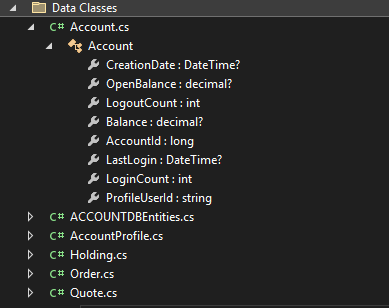 Data Classes
C# Account.cs
Account
CreationDate : DateTime?
OpenBalance : decimal?
LogoutCount : int
Balance : decimal?
AccountId : long
LastLogin : DateTime?
LoginCount : int
ProfileUserId : string
C# ACCOUNTDBEntities.cs
C# AccountProfile.cs
C# Holding.cs
C# Order.cs
C# Quote.cs